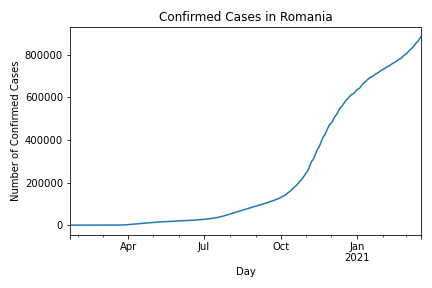 Confirmed Cases in Romania
Number of Confirmed Cases
800000
600000
400000
200000
0
Apr
Jul
Oct
Jan
2021
Day